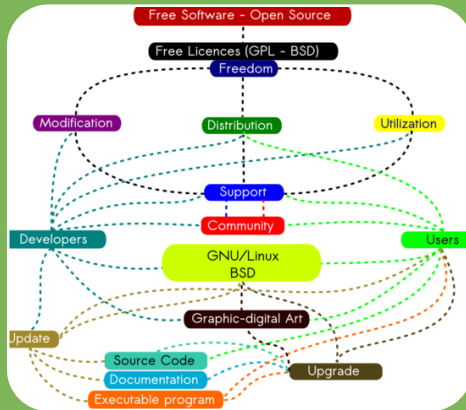 Free Software - Open Source
Free Licences (GPL - BSD)
Freedom
Modification
Distribution
Utilization
Support
Community
Developers
Users
GNU/Linux
BSD
Graphic-digital Art
Update
Source Code
Upgrade
Documentation
Executable program